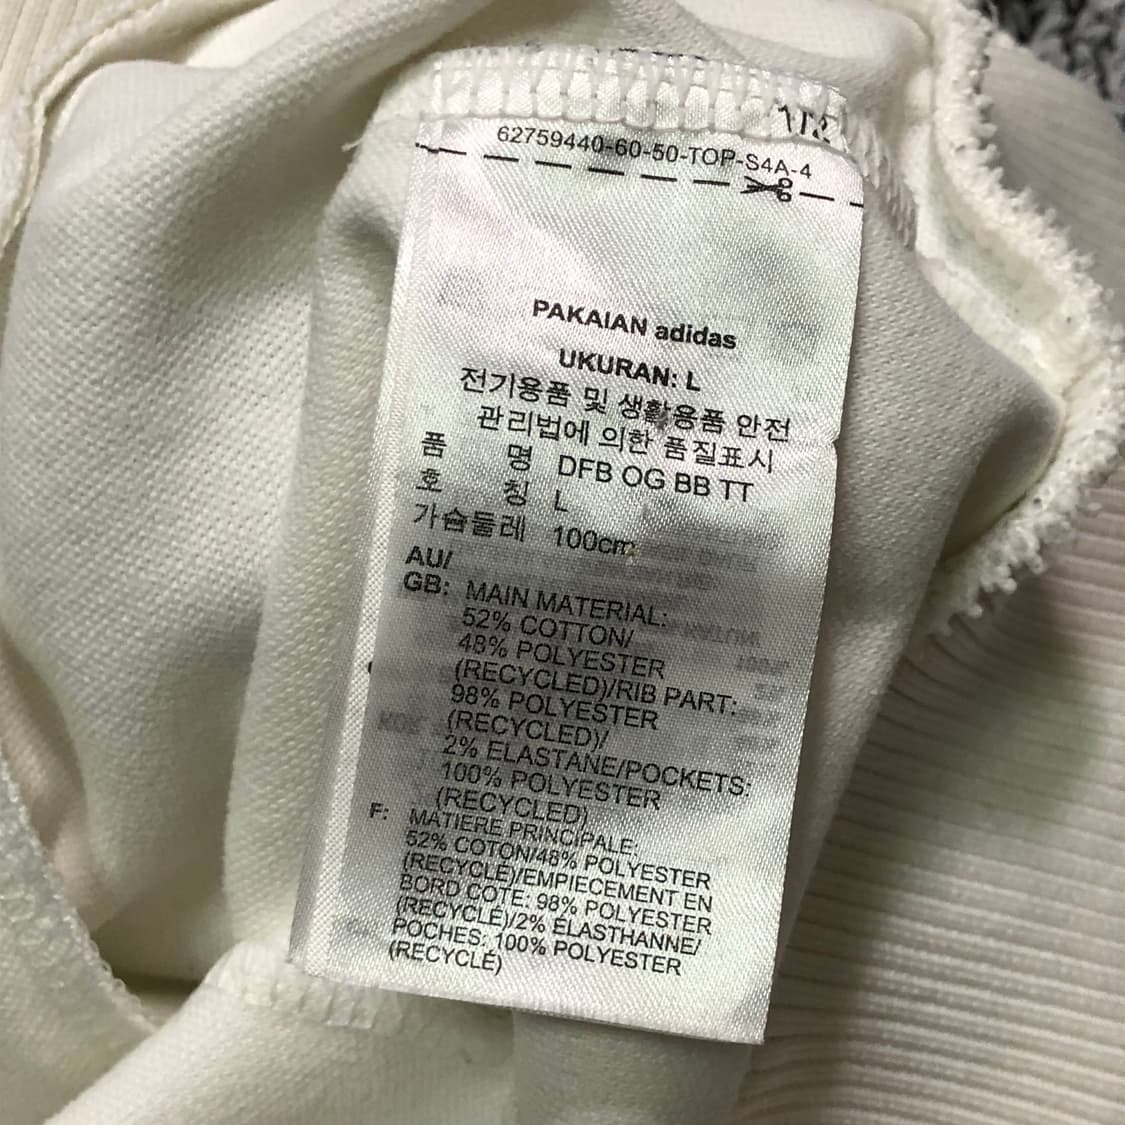 1/2
62759440-60-50-TOP-S4A-4
PAKAIAN adidas
UKURAN: L
전기용품 및 생활용품 안전
관리법에 의한 품질표시
품 명 DFB OG BB TT
호 칭 L
가슴둘레 100cm
AU/
GB: MAIN MATERIAL:
52% COTTON/
48% POLYESTER
(RECYCLED)/RIB PART:
98% POLYESTER
(RECYCLED)/
2% ELASTANE/POCKETS:
100% POLYESTER
(RECYCLED)
F: MATIERE PRINCIPALE:
52% COTON/48% POLYESTER
(RECYCLÉ)/EMPIECEMENT EN
BORD COTE: 98% POLYESTER
(RECYCLÉ)/2% ÉLASTHANNE/
POCHES: 100% POLYESTER
(RECYCLÉ)